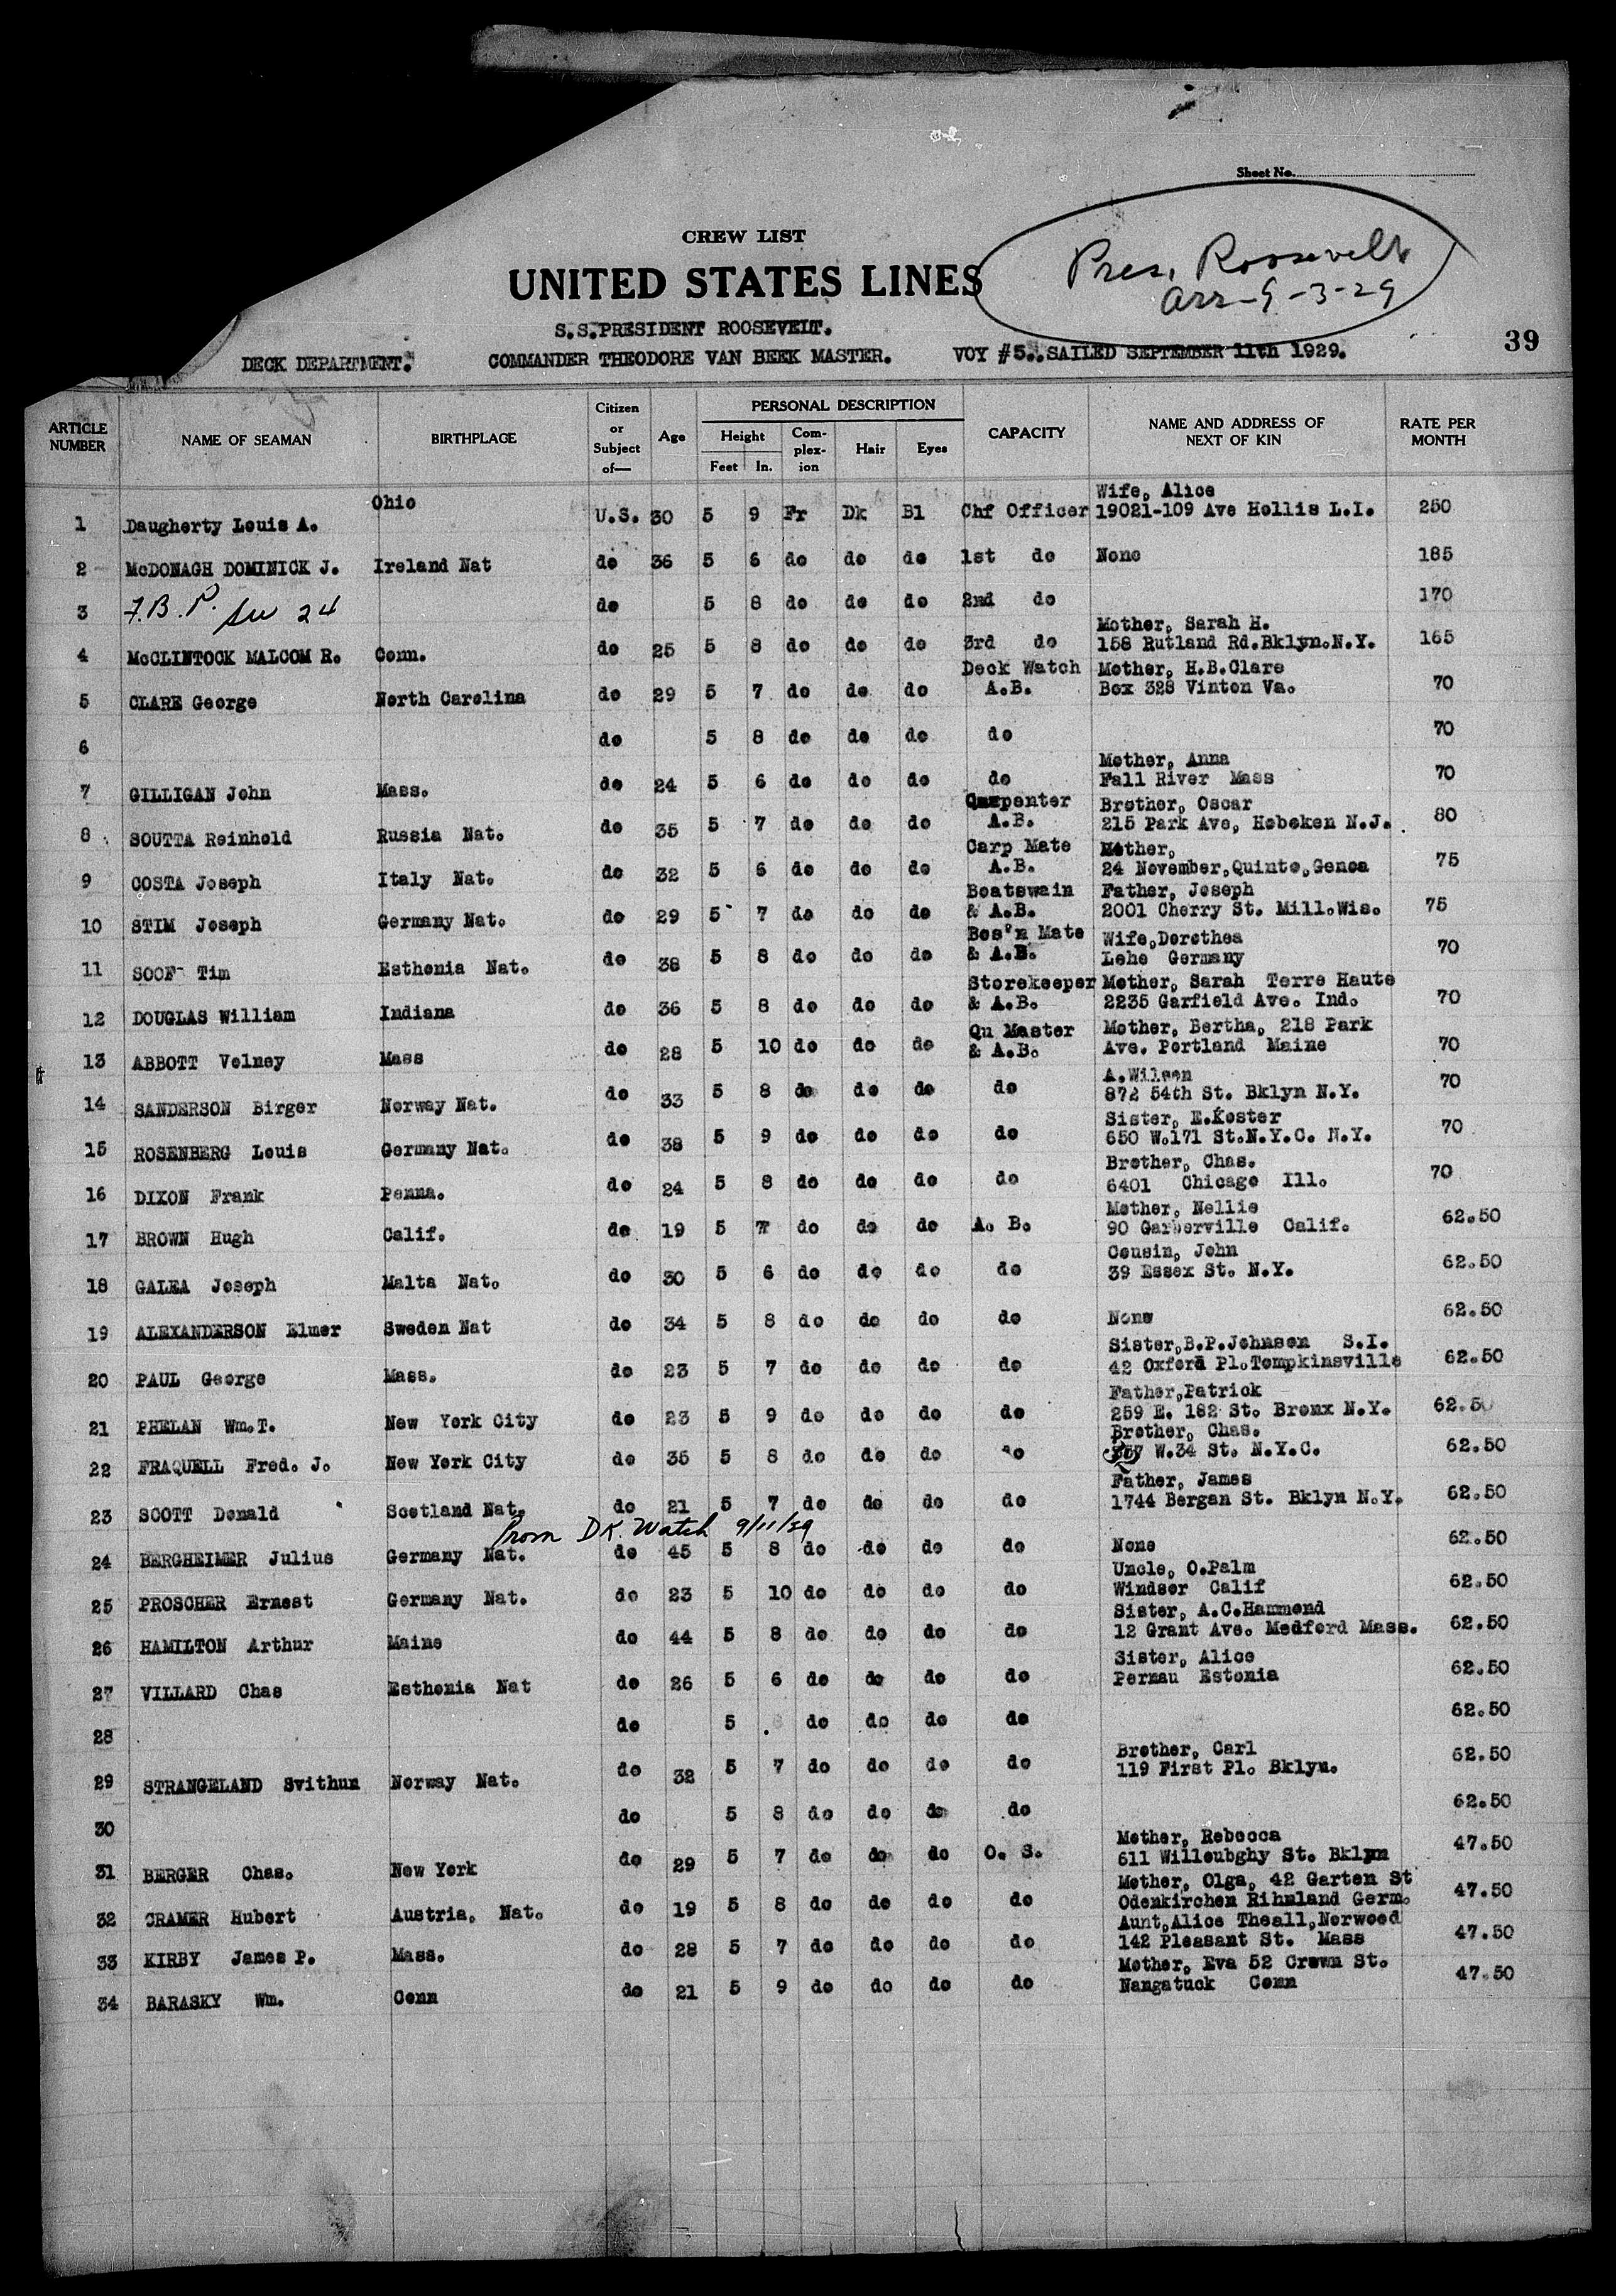 Sheet No.
CREW LIST
UNITED STATES LINES
Pres. Roosevelt
arr-9-3-29
S.S.PRESIDENT ROOSEVELT.
DECK DEPARTMENT. COMMANDER THEODORE VAN BEEK MASTER. VOY #5..SAILED SEPTEMBER 11th 1929. 39
ARTICLE NUMBER NAME OF SEAMAN BIRTHPLACE Citizen or Subject of— Age PERSONAL DESCRIPTION Height Feet In. Com-plex-ion Hair Eyes CAPACITY NAME AND ADDRESS OF NEXT OF KIN RATE PER MONTH
Ohio Wife, Alice
1 Daugherty Louis A. U.S. 30 5 9 Fr Dk Bl Chf Officer 19021-109 Ave Hollis L.I. 250
2 McDONAGH DOMINICK J. Ireland Nat do 36 5 6 do do do 1st do None 185
3 F.B.P. see 24 do 5 8 do do do 2nd do 170
Mother, Sarah H.
4 McCLINTOCK MALCOM R. Conn. do 25 5 8 do do do 3rd do 158 Rutland Rd.Bklyn.N.Y. 165
Deck Watch Mother, H.B.Clare
5 CLARE George North Carolina do 29 5 7 do do do A.B. Box 328 Vinton Va. 70
6 do 5 8 do do do do 70
Mother, Anna
7 GILLIGAN John Mass. do 24 5 6 do do do do Fall River Mass 70
Carpenter Brother, Oscar
8 SOUTTA Reinhold Russia Nat. do 35 5 7 do do do A.B. 215 Park Ave, Hoboken N.J. 80
Carp Mate Mother,
9 COSTA Joseph Italy Nat. do 32 5 6 do do do A.B. 24 November,Quinto,Genoa 75
Boatswain Father, Joseph
10 STIM Joseph Germany Nat. do 29 5 7 do do do & A.B. 2001 Cherry St. Mill.Wis. 75
Bos'n Mate Wife,Dorothea
11 SOOF Tim Esthonia Nat. do 38 5 8 do do do & A.B. Lehe Germany 70
Storekeeper Mother, Sarah Terre Haute
12 DOUGLAS William Indiana do 36 5 8 do do do & A.B. 2235 Garfield Ave. Ind. 70
Qu Master Mother, Bertha, 218 Park
13 ABBOTT Velney Mass do 28 5 10 do do do & A.B. Ave. Portland Maine 70
A.Wilson
14 SANDERSON Birger Norway Nat. do 33 5 8 do do do do 872 54th St. Bklyn N.Y. 70
Sister, E.Koster
15 ROSENBERG Louis Germany Nat. do 38 5 9 do do do do 650 W.171 St.N.Y.C. N.Y. 70
Brother, Chas.
16 DIXON Frank Penna. do 24 5 8 do do do do 6401 Chicago Ill. 70
Mother, Nellie
17 BROWN Hugh Calif. do 19 5 7 do do do A. B. 90 Garberville Calif. 62.50
Cousin, John
18 GALEA Joseph Malta Nat. do 30 5 6 do do do do 39 Essex St. N.Y. 62.50
19 ALEXANDERSON Elmer Sweden Nat do 34 5 8 do do do do None 62.50
Sister,B.P.Johnson S.I.
20 PAUL George Mass. do 23 5 7 do do do do 42 Oxford Pl.Tompkinsville 62.50
Father,Patrick
21 PHELAN Wm.T. New York City do 23 5 9 do do do do 259 E. 182 St. Bronx N.Y. 62.50
Brother, Chas.
22 FRAQUELL Fred. J. New York City do 35 5 8 do do do do W.34 St. N.Y.C. 62.50
Father, James
23 SCOTT Donald Scotland Nat. do 21 5 7 do do do do 1744 Bergan St. Bklyn N.Y. 62.50
from DK. Watch 9/11/29
24 BERGHEIMER Julius Germany Nat. do 45 5 8 do do do do None 62.50
Uncle, O.Palm
25 PROSCHER Ernest Germany Nat. do 23 5 10 do do do do Windsor Calif 62.50
Sister, A.C.Hammond
26 HAMILTON Arthur Maine do 44 5 8 do do do do 12 Grant Ave. Medford Mass. 62.50
Sister, Alice
27 VILLARD Chas Esthonia Nat do 26 5 6 do do do do Pernau Estonia 62.50
28 do 5 do do do do 62.50
Brother, Carl
29 STRANGELAND Svithun Norway Nat. do 32 5 7 do do do do 119 First Pl. Bklyn. 62.50
30 do 5 8 do do do do 62.50
Mother, Rebecca
31 BERGER Chas. New York do 29 5 7 do do do O. S. 611 Willoubghy St. Bklyn 47.50
Mother, Olga, 42 Garten St
32 CRAMER Hubert Austria, Nat. do 19 5 8 do do do do Odenkirchen Rihnland Germ. 47.50
Aunt,Alice Theall,Norwood
33 KIRBY James P. Mass. do 28 5 7 do do do do 142 Pleasant St. Mass 47.50
Mother, Eva 52 Crown St.
34 BARASKY Wm. Conn do 21 5 9 do do do do Nangatuck Conn 47.50